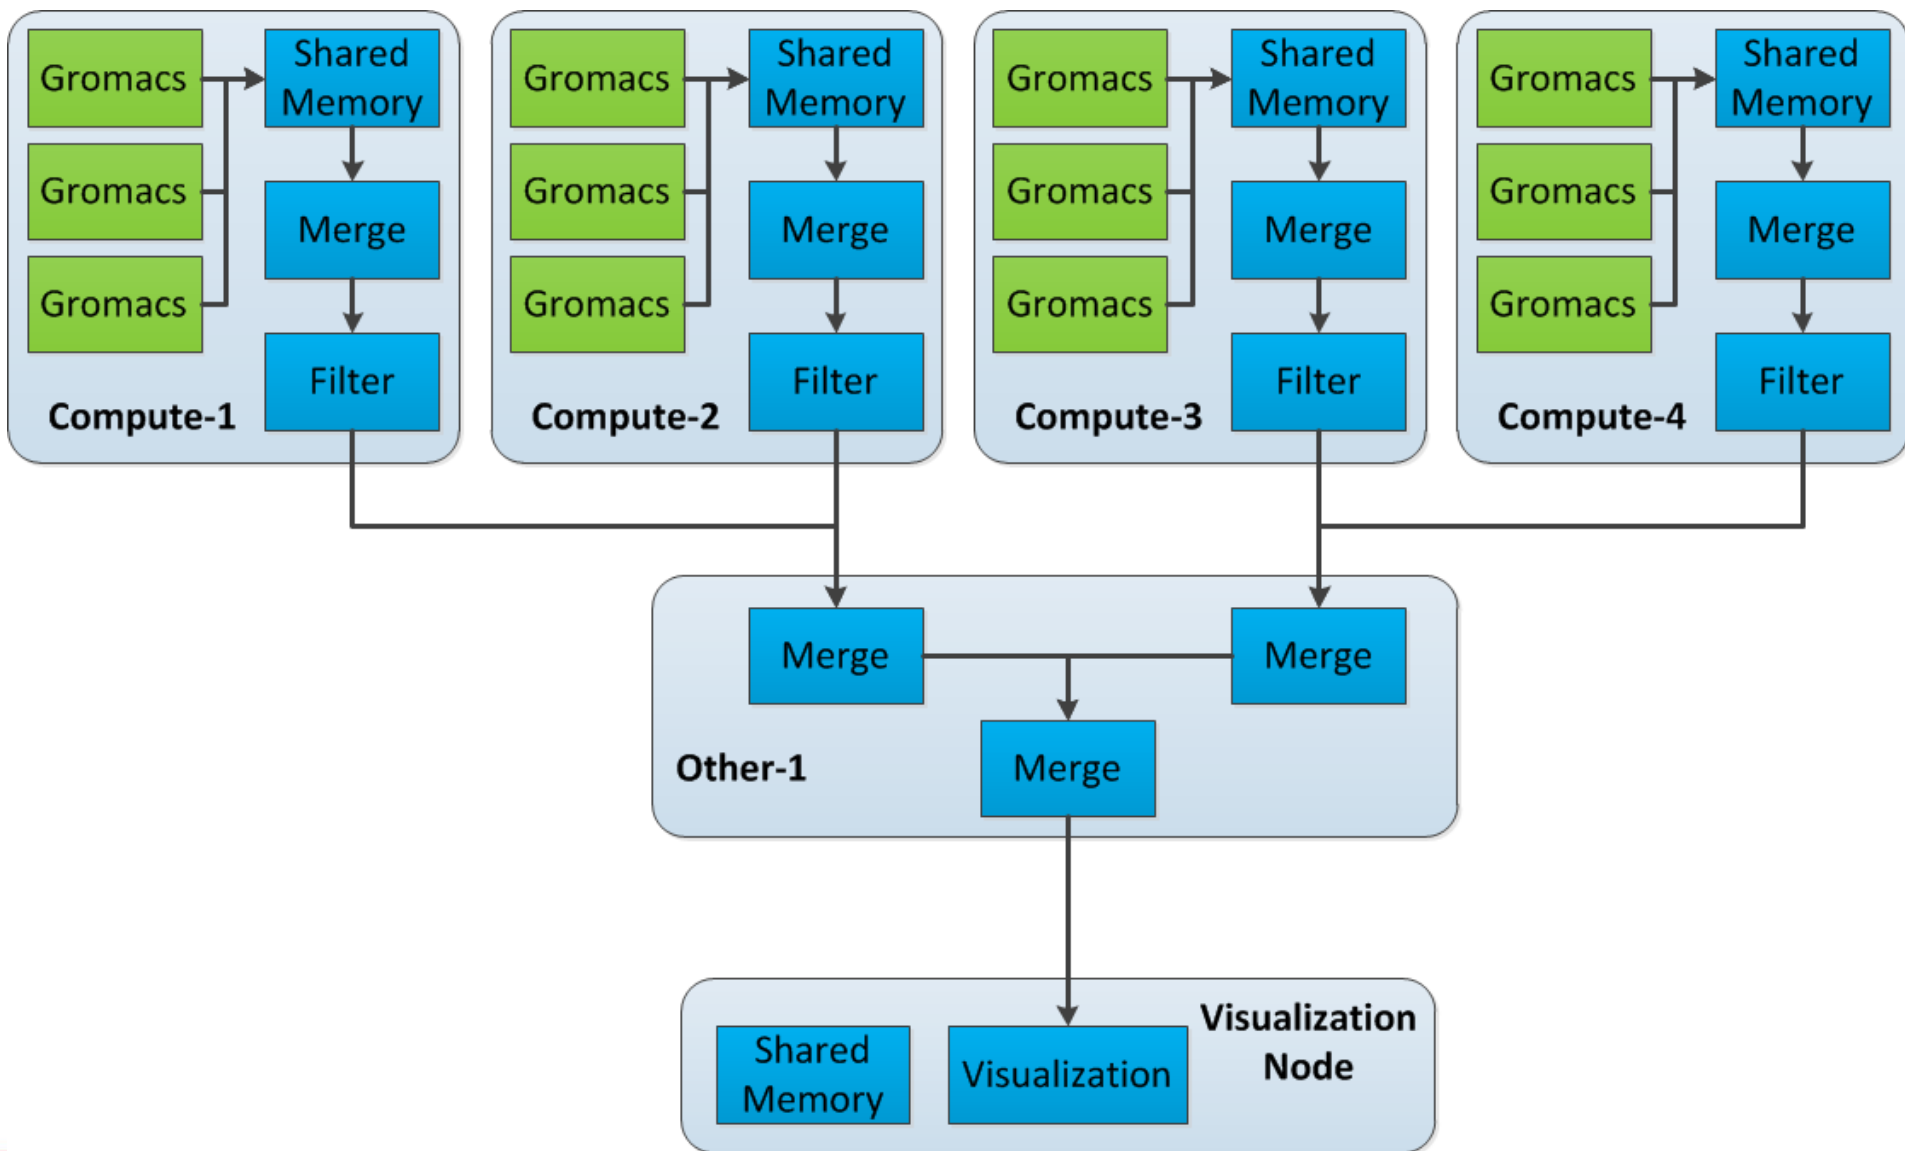 Gromacs
Shared
Memory
Gromacs
Merge
Gromacs
Filter
Compute-1
Gromacs
Shared
Memory
Gromacs
Merge
Gromacs
Filter
Compute-2
Gromacs
Shared
Memory
Gromacs
Merge
Gromacs
Filter
Compute-3
Gromacs
Shared
Memory
Gromacs
Merge
Gromacs
Filter
Compute-4
Merge
Merge
Merge
Other-1
Shared
Memory
Visualization
Visualization
Node